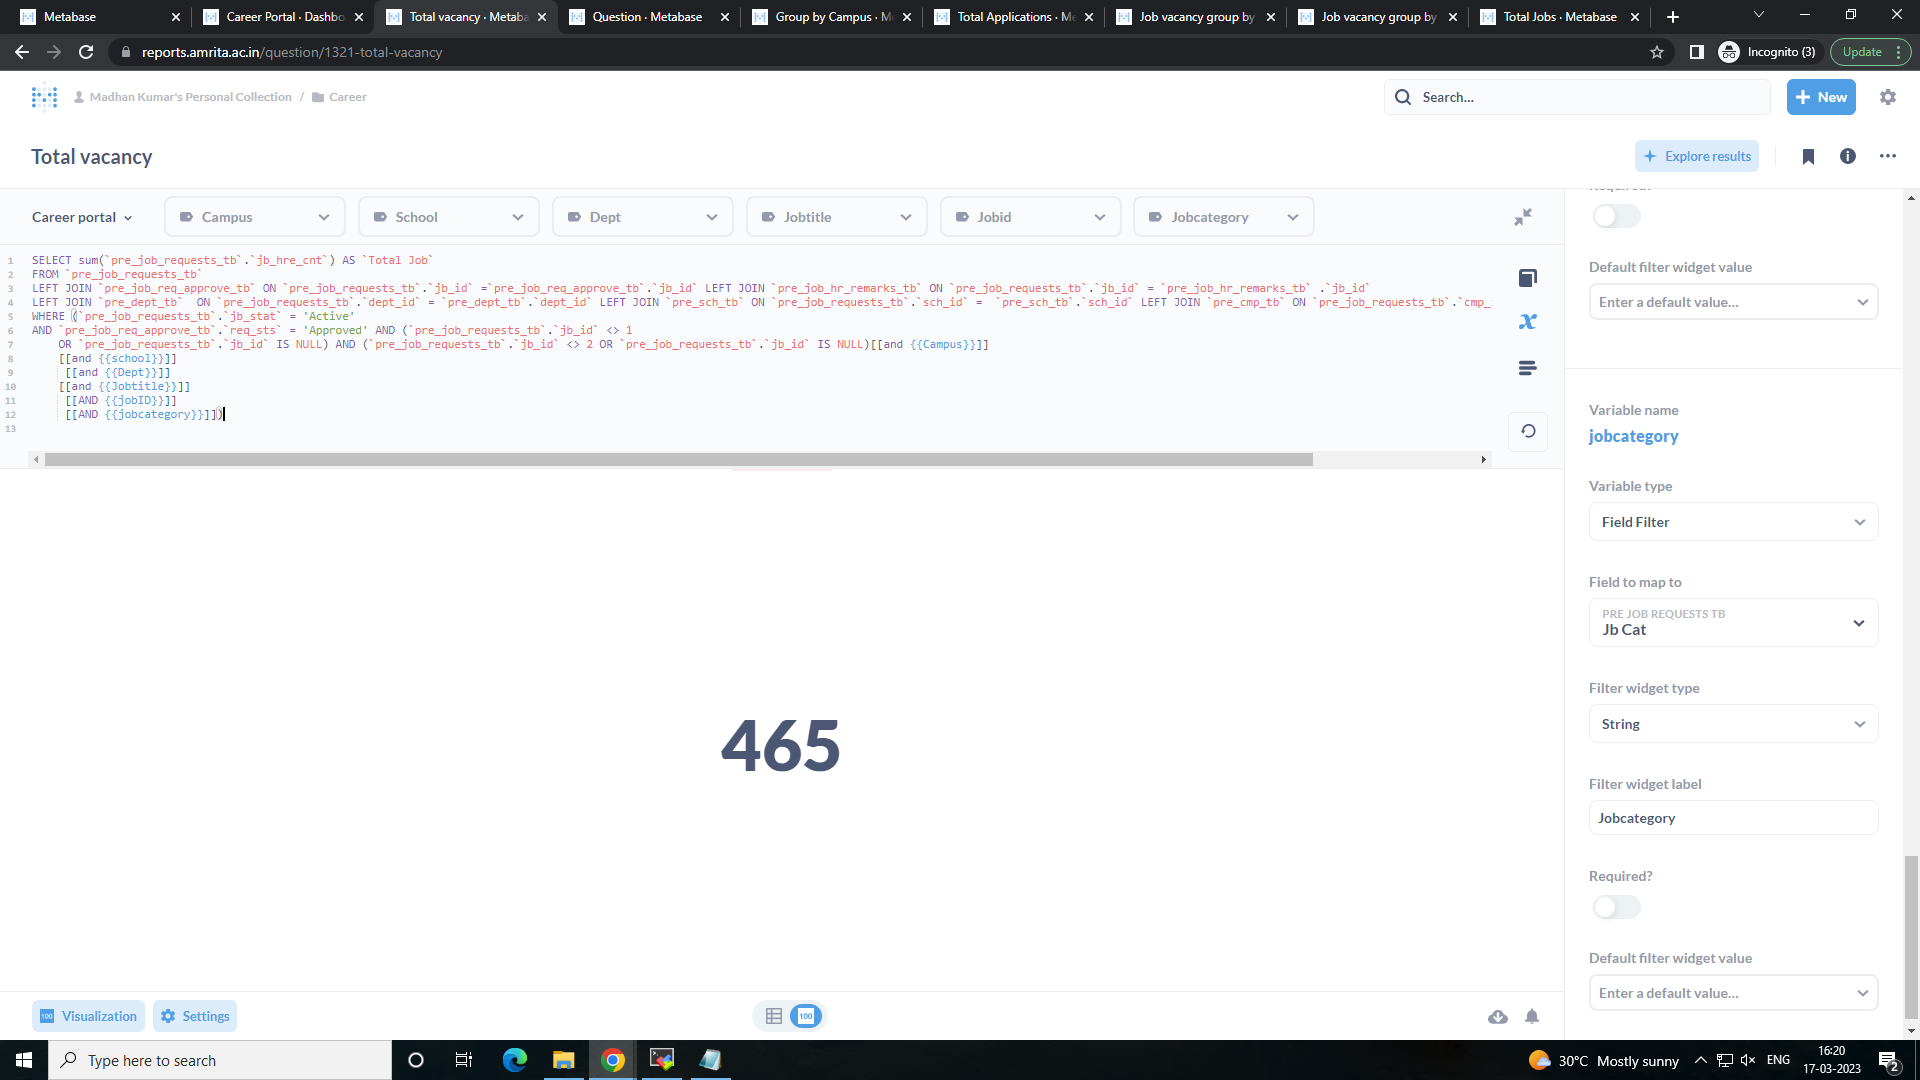 Metabase
Career Portal · Dashbo
Total vacancy · Metaba
Question · Metabase
Group by Campus · M
Total Applications · Me
Job vacancy group by
Job vacancy group by
Total Jobs · Metabase
reports.amrita.ac.in/question/1321-total-vacancy
Incognito (3)
Update
Madhan Kumar's Personal Collection / Career
Search...
New
Total vacancy
Explore results
Career portal
Campus
School
Dept
Jobtitle
Jobid
Jobcategory
1 SELECT sum(`pre_job_requests_tb`.`jb_hre_cnt`) AS `Total Job`
2 FROM `pre_job_requests_tb`
3 LEFT JOIN `pre_job_req_approve_tb` ON `pre_job_requests_tb`.`jb_id` =`pre_job_req_approve_tb`.`jb_id` LEFT JOIN `pre_job_hr_remarks_tb` ON `pre_job_requests_tb`.`jb_id` = `pre_job_hr_remarks_tb` .`jb_id`
4 LEFT JOIN `pre_dept_tb`  ON `pre_job_requests_tb`.`dept_id` = `pre_dept_tb`.`dept_id` LEFT JOIN `pre_sch_tb` ON `pre_job_requests_tb`.`sch_id` =  `pre_sch_tb`.`sch_id` LEFT JOIN `pre_cmp_tb` ON `pre_job_requests_tb`.`cmp_
5 WHERE (`pre_job_requests_tb`.`jb_stat` = 'Active'
6 AND `pre_job_req_approve_tb`.`req_sts` = 'Approved' AND (`pre_job_requests_tb`.`jb_id` <> 1
7 OR `pre_job_requests_tb`.`jb_id` IS NULL) AND (`pre_job_requests_tb`.`jb_id` <> 2 OR `pre_job_requests_tb`.`jb_id` IS NULL)[[and {{Campus}}]]
8 [[and {{school}}]]
9 [[and {{Dept}}]]
10 [[and {{Jobtitle}}]]
11 [[AND {{jobID}}]]
12 [[AND {{jobcategory}}]])
13
465
Default filter widget value
Enter a default value...
Variable name
jobcategory
Variable type
Field Filter
Field to map to
PRE JOB REQUESTS TB
Jb Cat
Filter widget type
String
Filter widget label
Jobcategory
Required?
Default filter widget value
Enter a default value...
Visualization
Settings
100
Type here to search
30°C Mostly sunny
ENG
16:20
17-03-2023
2